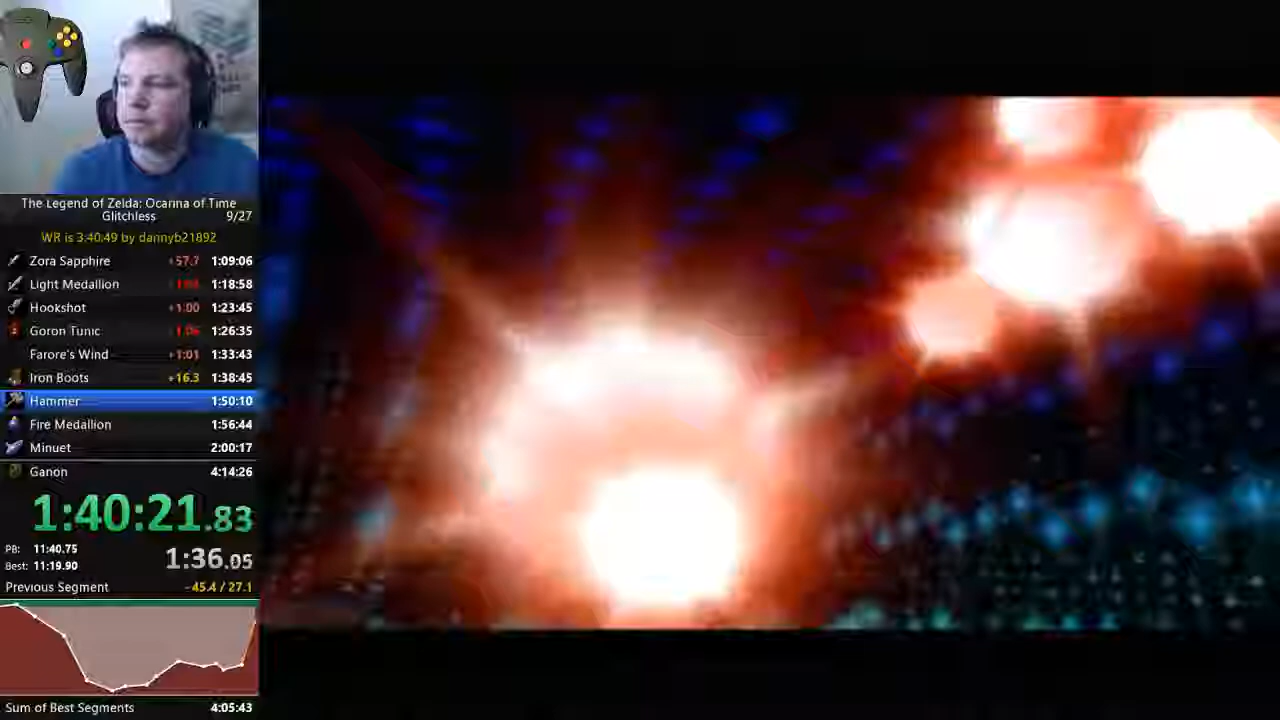 The Legend of Zelda: Ocarina of Time
Glitchless 9/27
WR is 3:40:49 by dannyb21892
Zora Sapphire +57.7 1:09:06
Light Medallion 1:18:58
Hookshot +1:00 1:23:45
Goron Tunic 1:26:35
Farore's Wind +1:01 1:33:43
Iron Boots +16.3 1:38:45
Hammer 1:50:10
Fire Medallion 1:56:44
Minuet 2:00:17
Ganon 4:14:26
1:40:21.83
PB: 11:40.75
Best: 11:19.90
1:36.05
Previous Segment -45.4 / 27.1
Sum of Best Segments 4:05:43